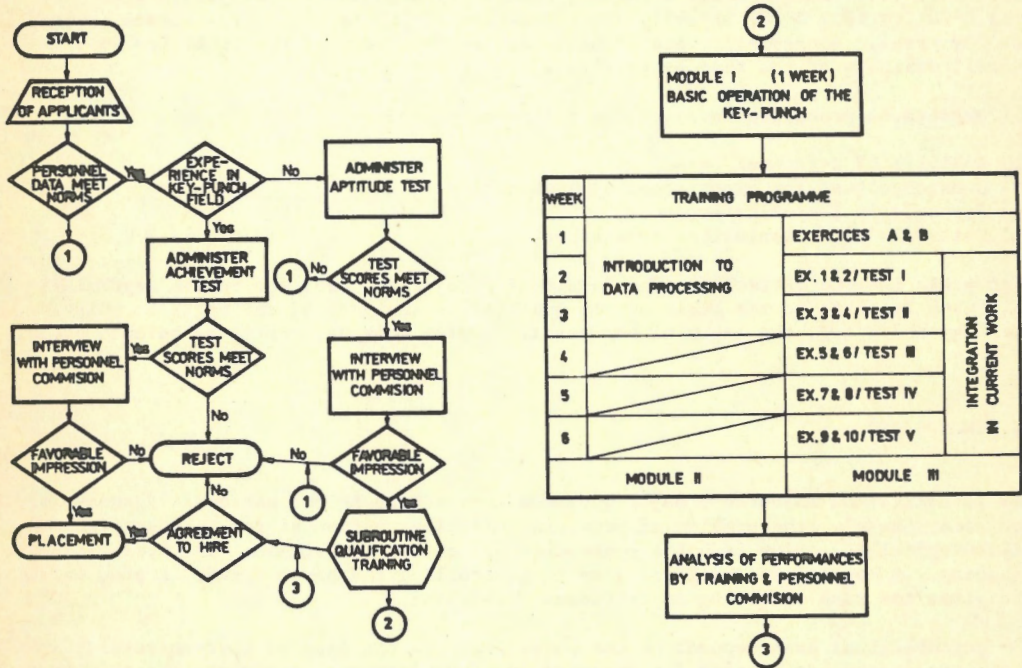 START
RECEPTION
OF APPLICANTS
PERSONNEL
DATA MEET
NORMS
Yes
1
EXPE-
RIENCE IN
KEY-PUNCH
FIELD
No
Yes
ADMINISTER
APTITUDE TEST
ADMINISTER
ACHIEVEMENT
TEST
1
No
TEST
SCORES MEET
NORMS
Yes
INTERVIEW
WITH PERSONNEL
COMMISION
Yes
TEST
SCORES MEET
NORMS
No
INTERVIEW
WITH PERSONNEL
COMMISION
FAVORABLE
IMPRESSION
No
REJECT
No
1
FAVORABLE
IMPRESSION
Yes
Yes
No
PLACEMENT
Yes
AGREEMENT
TO HIRE
3
SUBROUTINE
QUALIFICATION
TRAINING
2
2
MODULE I (1 WEEK)
BASIC OPERATION OF THE
KEY-PUNCH
WEEK
TRAINING PROGRAMME
1
EXERCICES A & B
2
INTRODUCTION TO
DATA PROCESSING
EX. 1 & 2 / TEST I
3
EX. 3 & 4 / TEST II
4
EX. 5 & 6 / TEST III
5
EX. 7 & 8 / TEST IV
6
EX. 9 & 10 / TEST V
INTEGRATION
IN CURRENT WORK
MODULE II
MODULE III
ANALYSIS OF PERFORMANCES
BY TRAINING & PERSONNEL
COMMISION
3